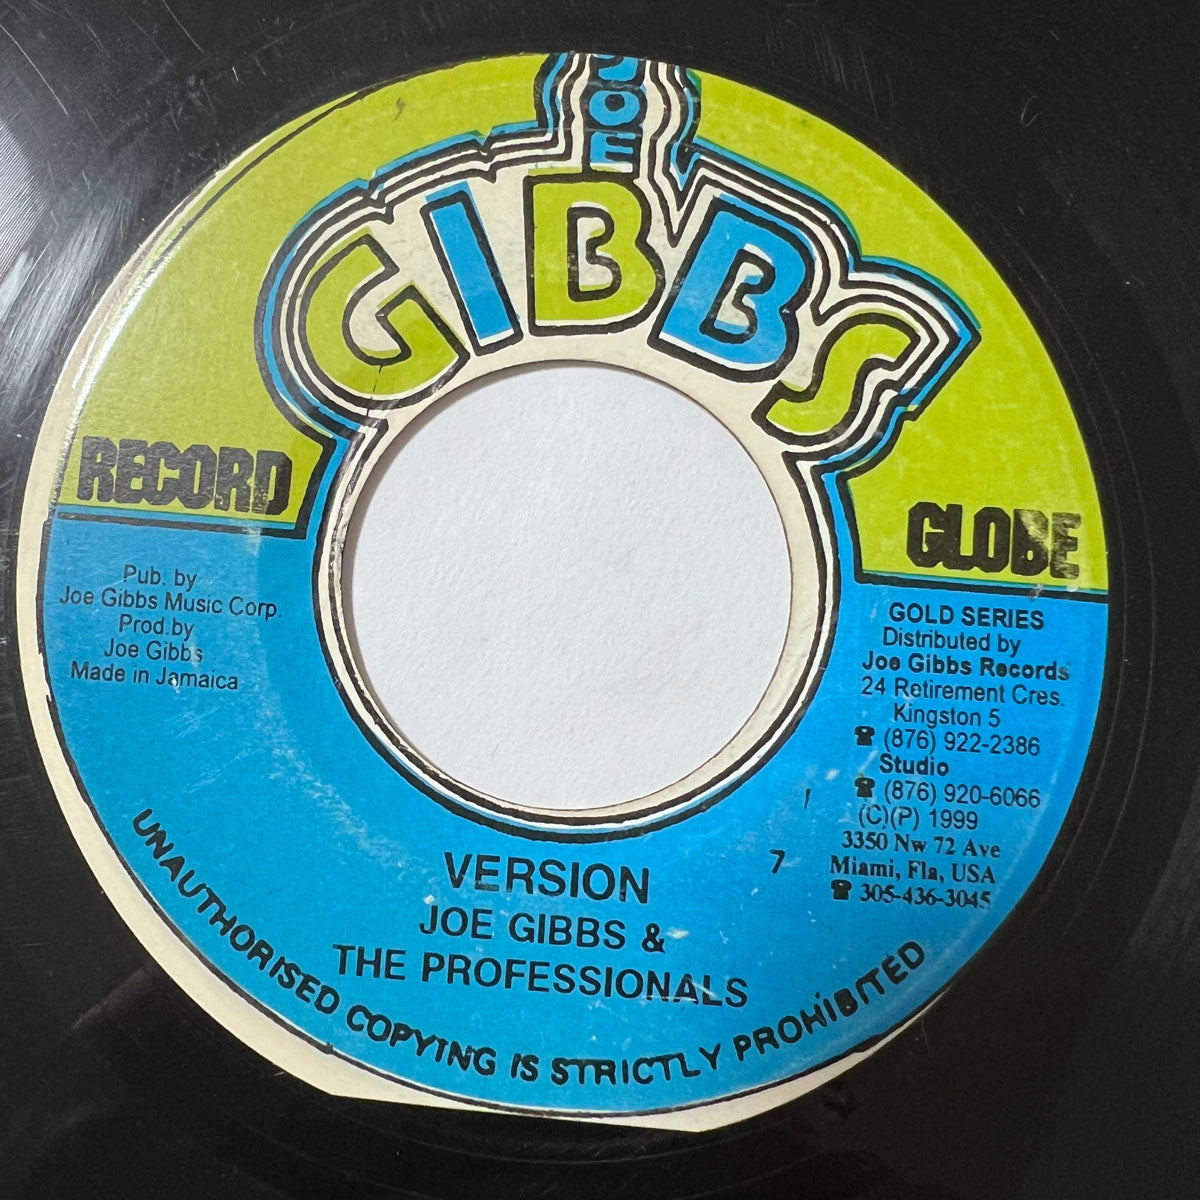 JOE
GIBBS
RECORD
GLOBE
Pub. by
Joe Gibbs Music Corp.
Prod.by
Joe Gibbs
Made in Jamaica
GOLD SERIES
Distributed by
Joe Gibbs Records
24 Retirement Cres.
Kingston 5
☎ (876) 922-2386
Studio
☎ (876) 920-6066
(C)(P) 1999
3350 Nw 72 Ave
Miami, Fla, USA
☎ 305-436-3045
7
VERSION
JOE GIBBS &
THE PROFESSIONALS
UNAUTHORISED COPYING IS STRICTLY PROHIBITED